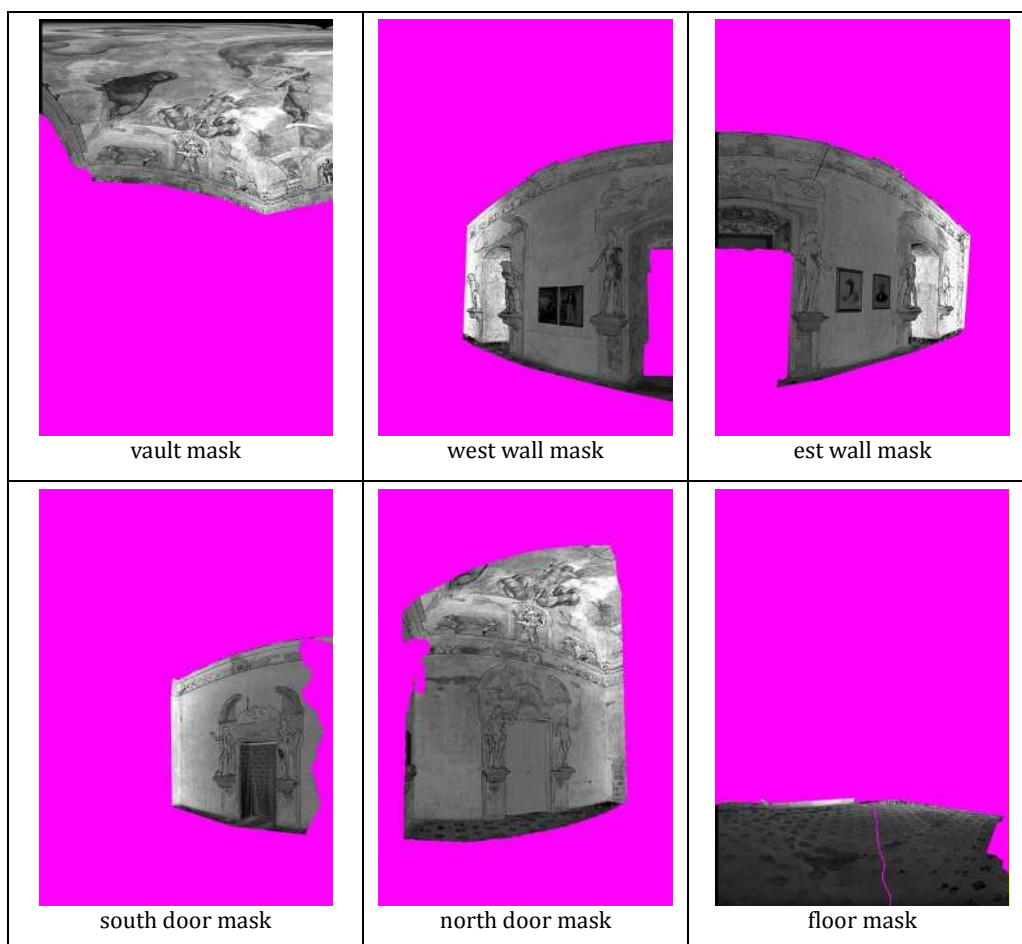 vault mask
west wall mask
est wall mask
south door mask
north door mask
floor mask